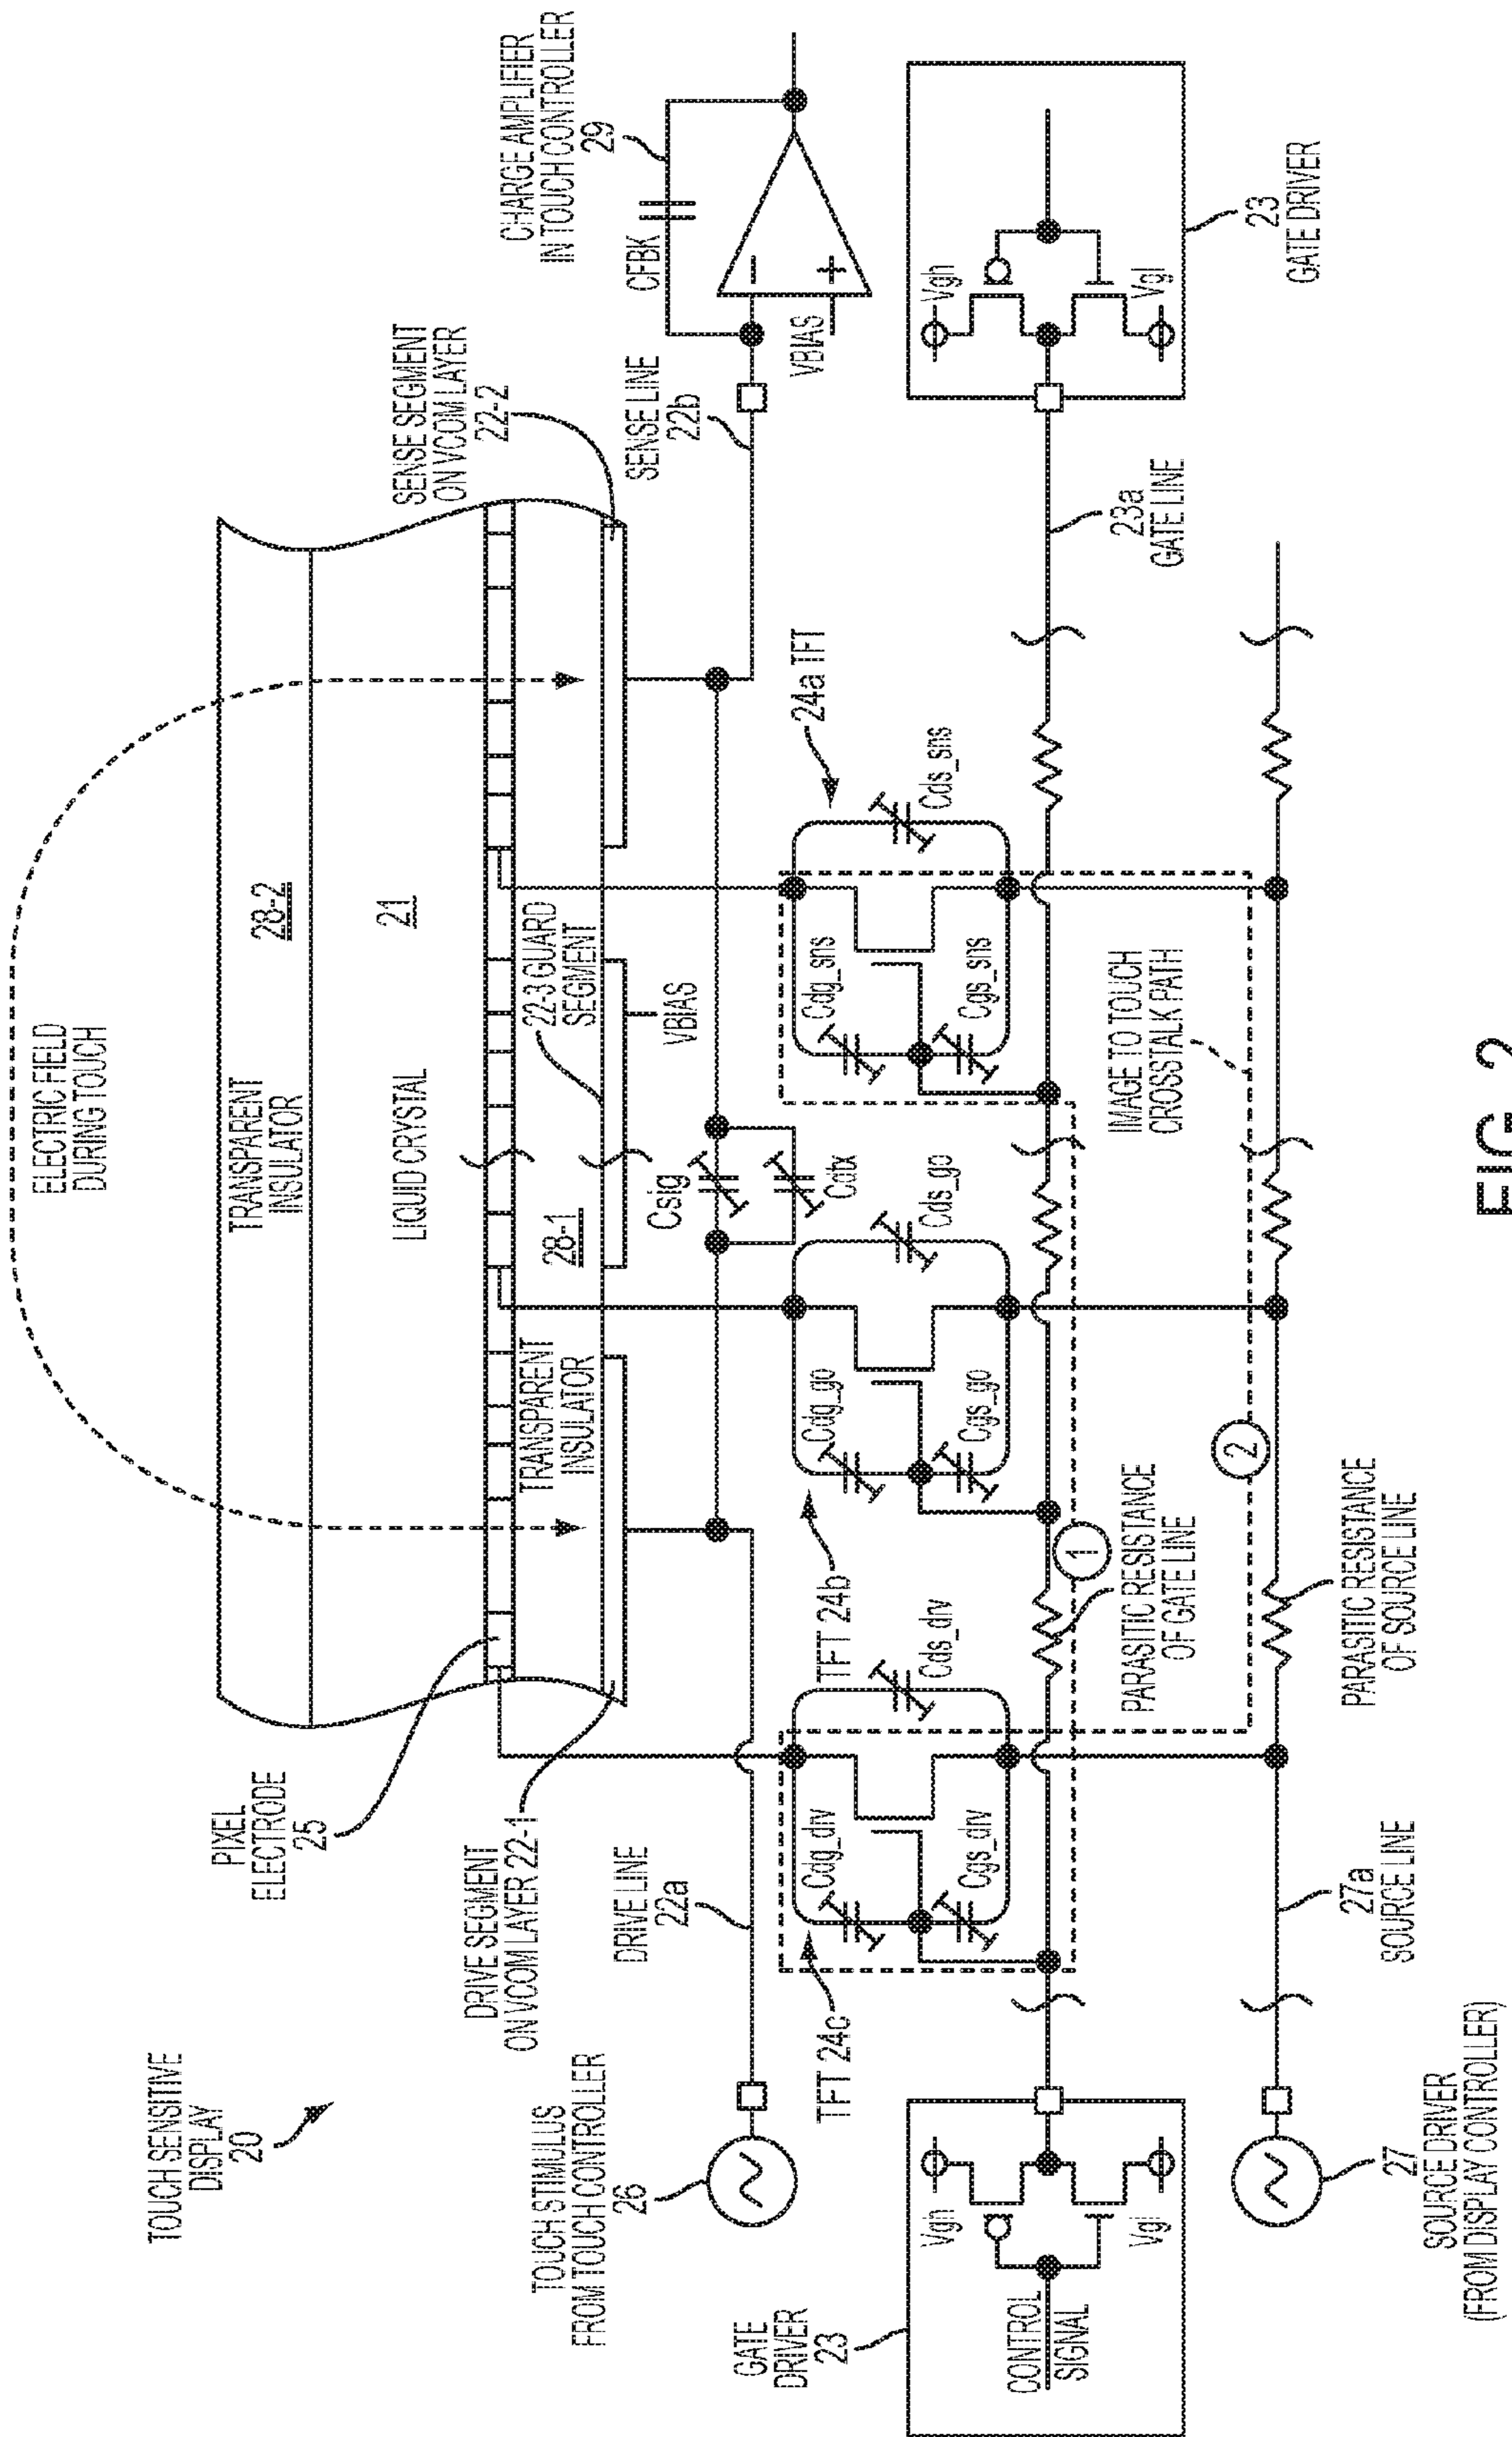 TOUCH SENSITIVE
DISPLAY
20
ELECTRIC FIELD
DURING TOUCH
TRANSPARENT
INSULATOR
28-2
LIQUID CRYSTAL
21
PIXEL
ELECTRODE
25
TRANSPARENT
INSULATOR
28-1
22-3 GUARD
SEGMENT
VBIAS
DRIVE SEGMENT
ON VCOM LAYER 22-1
SENSE SEGMENT
ON VCOM LAYER
22-2
CHARGE AMPLIFIER
IN TOUCH CONTROLLER
29
CFBK
VBIAS
-
+
TOUCH STIMULUS
FROM TOUCH CONTROLLER
26
DRIVE LINE
22a
Csig
Cdtx
SENSE LINE
22b
TFT 24c
Cdg_drv
Cgs_drv
Cds_drv
TFT 24b
Cdg_go
Cgs_go
Cds_go
24a TFT
Cdg_sns
Cgs_sns
Cds_sns
GATE
DRIVER
23
CONTROL
SIGNAL
Vgh
Vgl
1
PARASITIC RESISTANCE
OF GATE LINE
IMAGE TO TOUCH
CROSSTALK PATH
23a
GATE LINE
Vgh
Vgl
23
GATE DRIVER
2
27
SOURCE DRIVER
(FROM DISPLAY CONTROLLER)
27a
SOURCE LINE
PARASITIC RESISTANCE
OF SOURCE LINE
FIG. 2